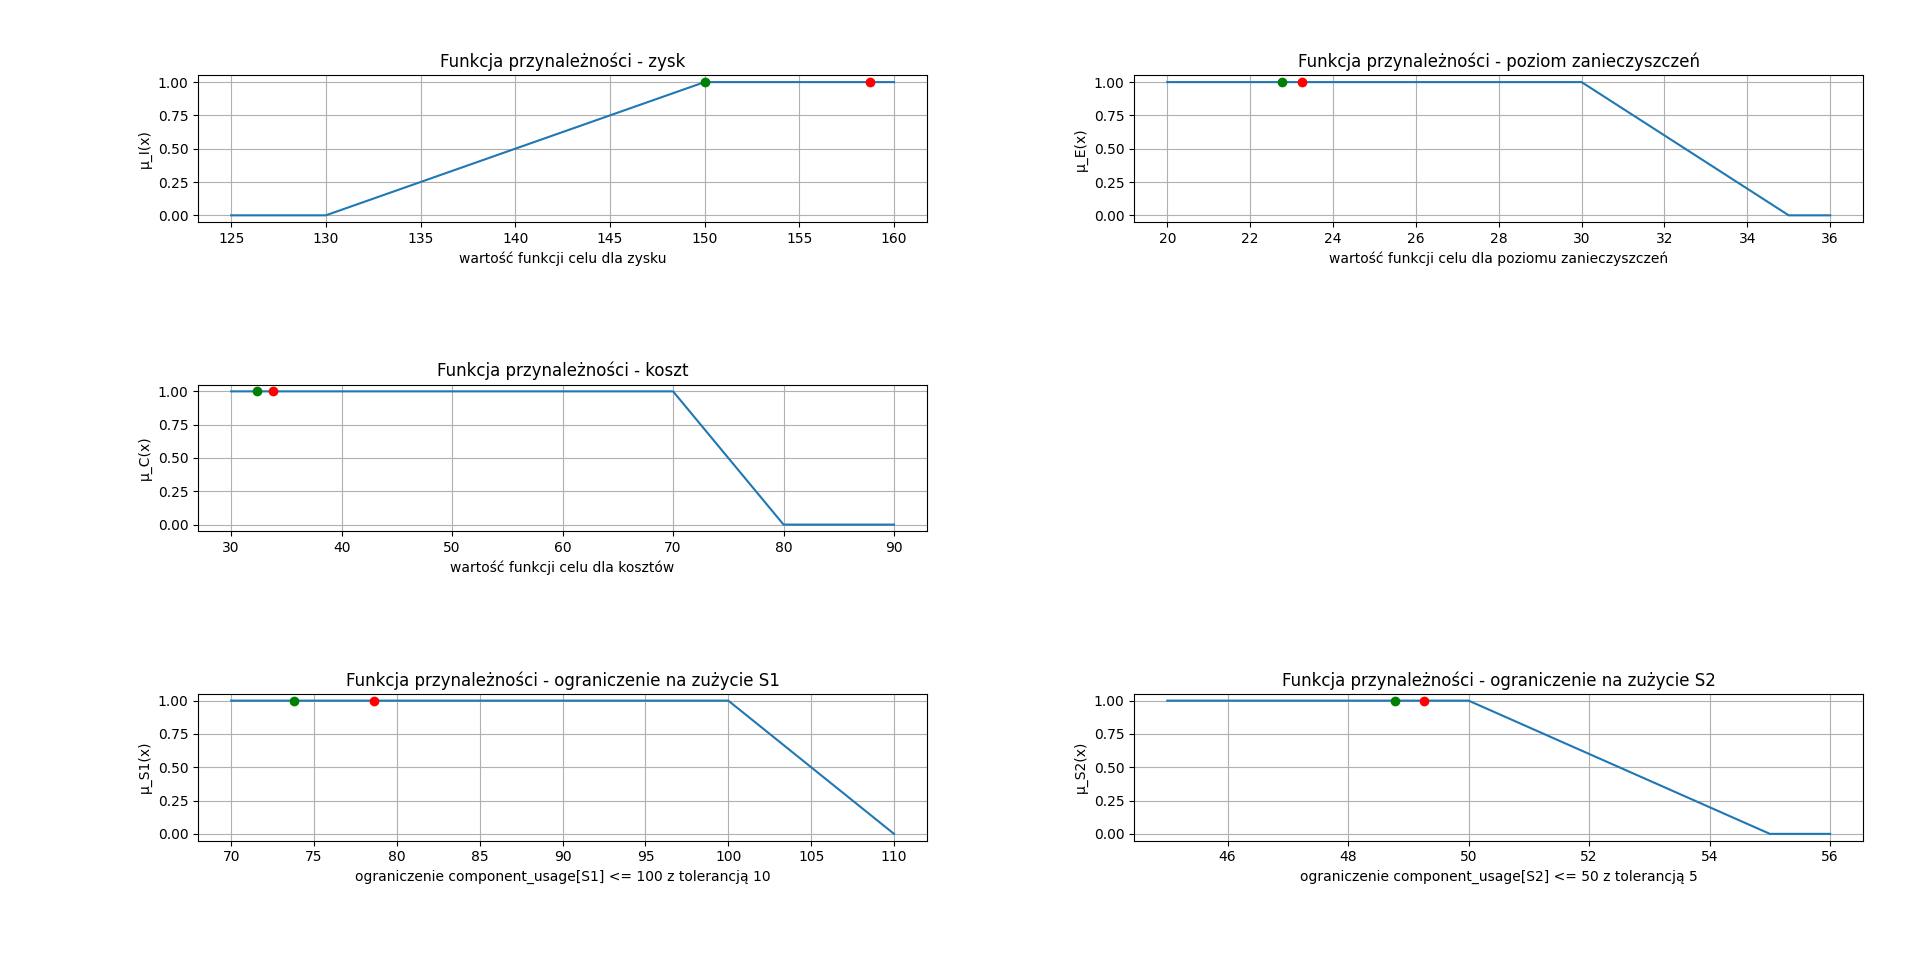 Funkcja przynależności - zysk
1.00
0.75
0.50
0.25
0.00
μ_I(x)
125 130 135 140 145 150 155 160
wartość funkcji celu dla zysku
Funkcja przynależności - poziom zanieczyszczeń
1.00
0.75
0.50
0.25
0.00
μ_E(x)
20 22 24 26 28 30 32 34 36
wartość funkcji celu dla poziomu zanieczyszczeń
Funkcja przynależności - koszt
1.00
0.75
0.50
0.25
0.00
μ_C(x)
30 40 50 60 70 80 90
wartość funkcji celu dla kosztów
Funkcja przynależności - ograniczenie na zużycie S1
1.00
0.75
0.50
0.25
0.00
μ_S1(x)
70 75 80 85 90 95 100 105 110
ograniczenie component_usage[S1] <= 100 z tolerancją 10
Funkcja przynależności - ograniczenie na zużycie S2
1.00
0.75
0.50
0.25
0.00
μ_S2(x)
46 48 50 52 54 56
ograniczenie component_usage[S2] <= 50 z tolerancją 5